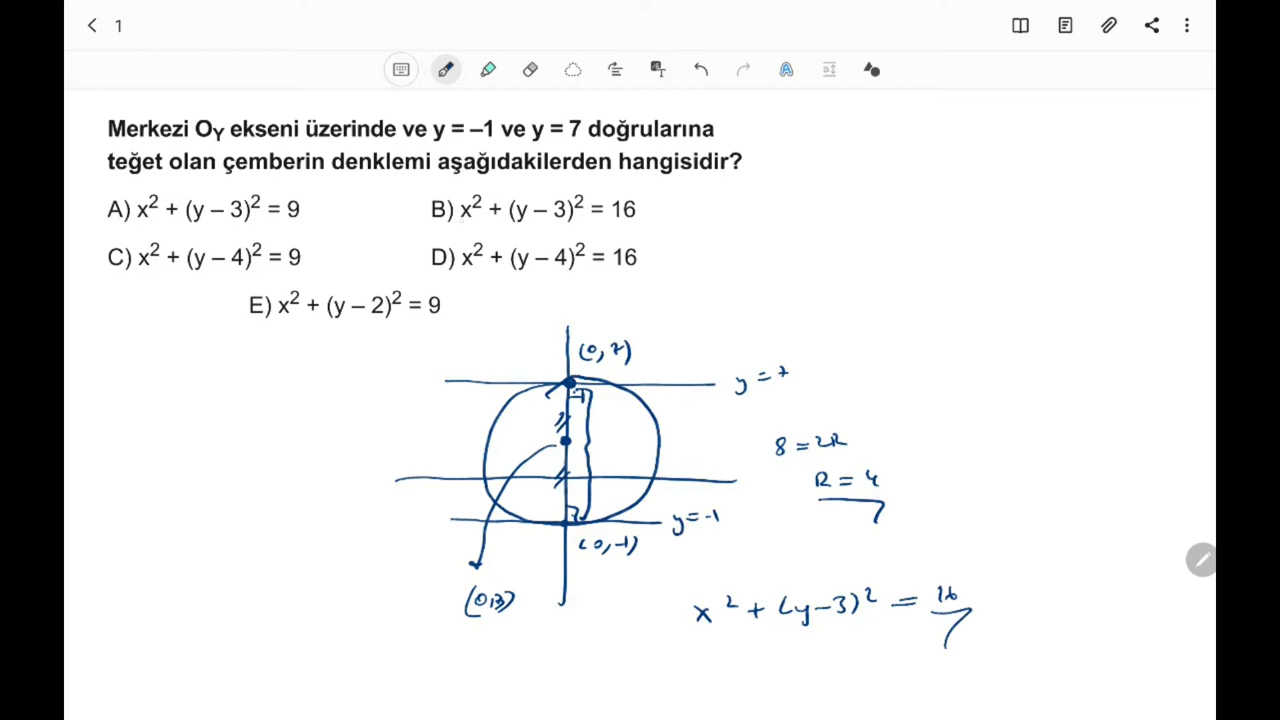 1
Merkezi OY ekseni üzerinde ve y = –1 ve y = 7 doğrularına
teğet olan çemberin denklemi aşağıdakilerden hangisidir?
A) x² + (y – 3)² = 9
B) x² + (y – 3)² = 16
C) x² + (y – 4)² = 9
D) x² + (y – 4)² = 16
E) x² + (y – 2)² = 9
(0, 7)
y = 7
8 = 2R
R = 4
y = -1
(0, -1)
(0,3)
x² + (y-3)² = 16